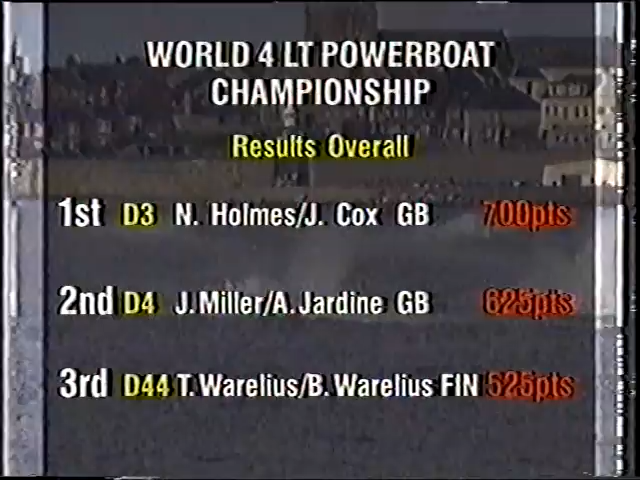 WORLD 4 LT POWERBOAT
CHAMPIONSHIP
Results Overall
1st D3 N. Holmes/J. Cox GB 700pts
2nd D4 J.Miller/A.Jardine GB 625pts
3rd D44 T.Warelius/B.Warelius FIN 525pts